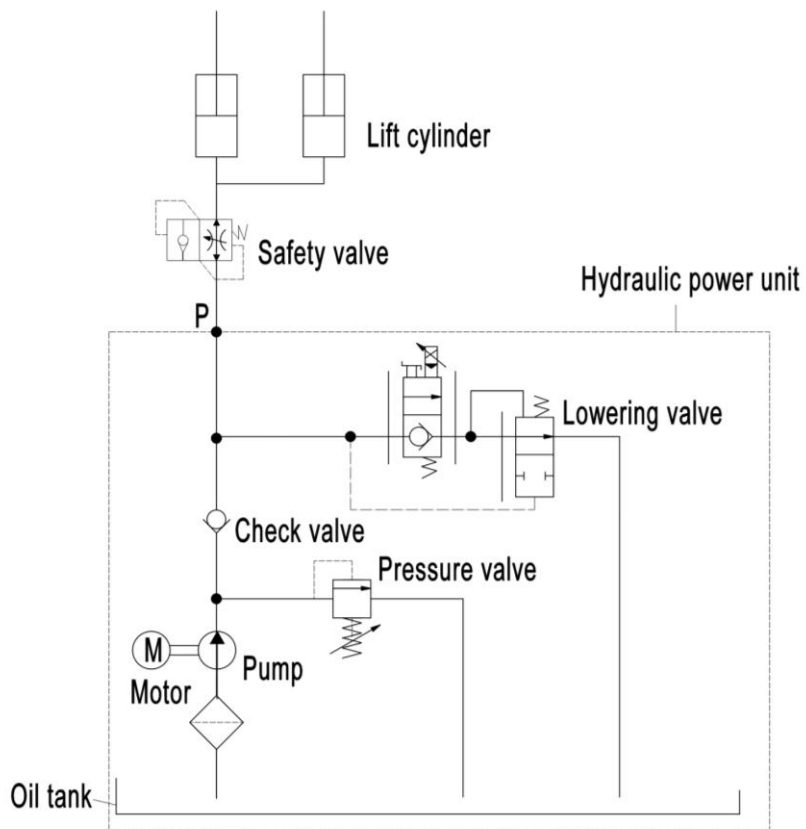 Lift cylinder
Safety valve
Hydraulic power unit
P
Lowering valve
Check valve
Pressure valve
M
Pump
Motor
Oil tank